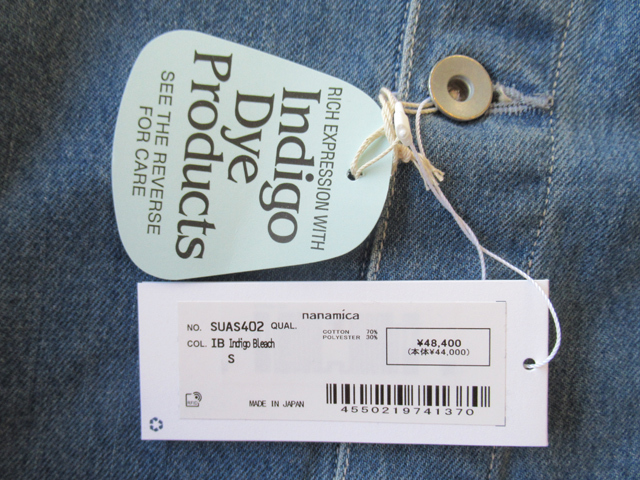 RICH EXPRESSION WITH
Indigo
Dye
Products
SEE THE REVERSE
FOR CARE
nanamica
NO. SUAS402 QUAL.
COL. IB Indigo Bleach
S
COTTON 70%
POLYESTER 30%
¥48,400
(本体¥44,000)
RFID
MADE IN JAPAN
4550219741370